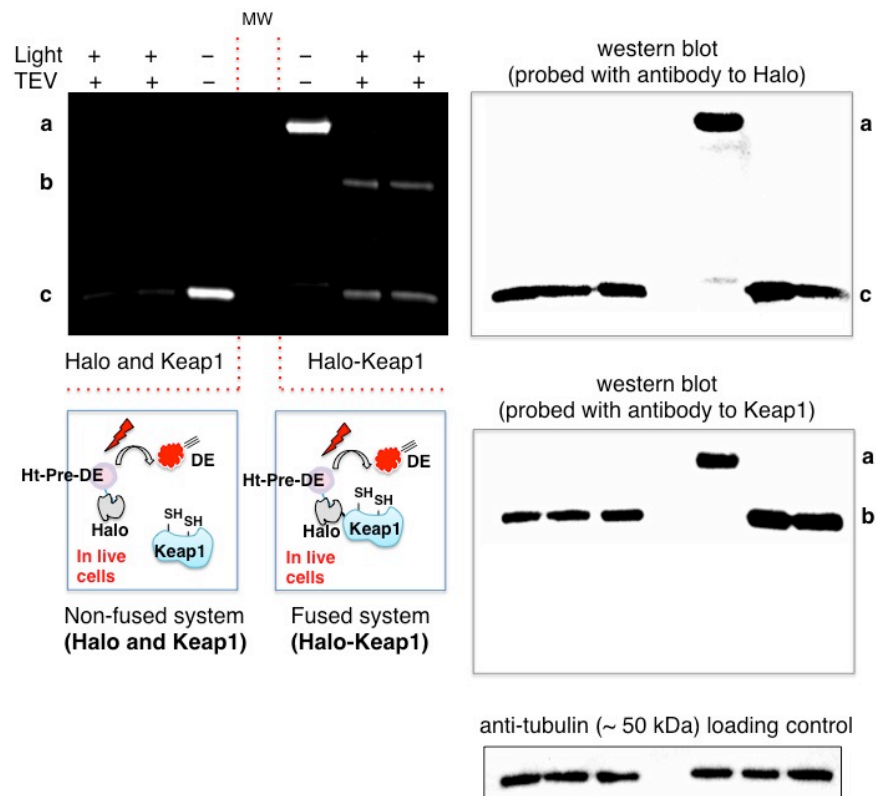 MW
Light + + − − + +
TEV + + − − + +
a
b
c
Halo and Keap1
Halo-Keap1
Ht-Pre-DE
DE
Halo
SH
SH
Keap1
In live
cells
Non-fused system
(Halo and Keap1)
Ht-Pre-DE
DE
SH
SH
Halo
Keap1
In live
cells
Fused system
(Halo-Keap1)
western blot
(probed with antibody to Halo)
a
c
western blot
(probed with antibody to Keap1)
a
b
anti-tubulin (~ 50 kDa) loading control